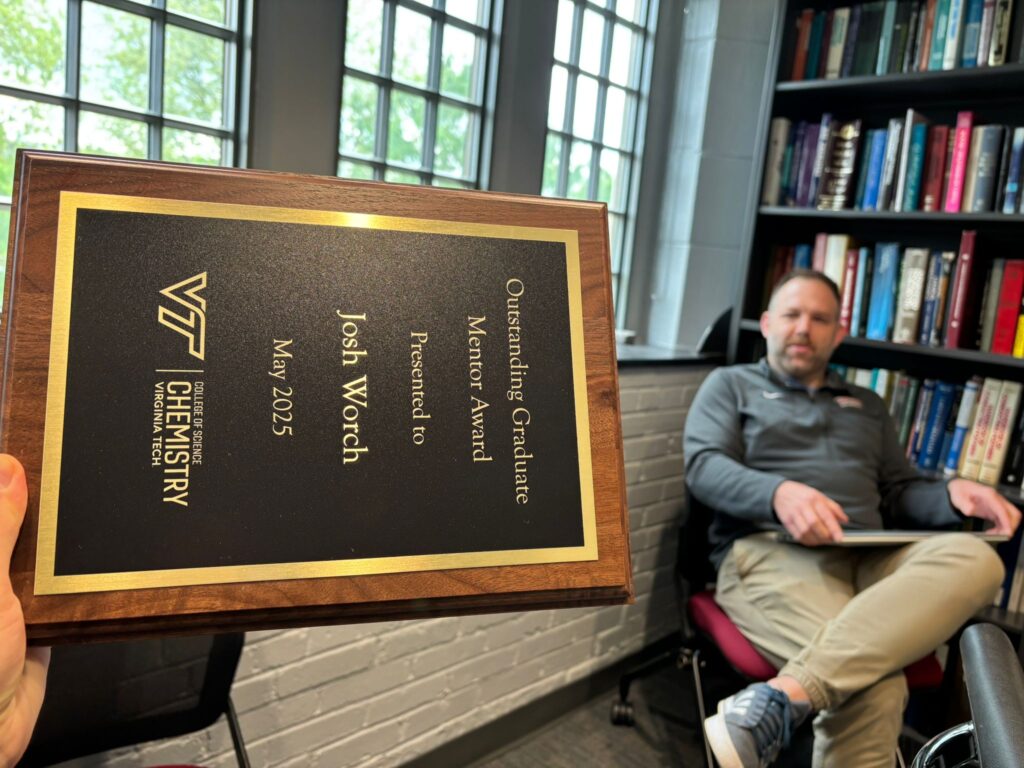 Outstanding Graduate
Mentor Award
Presented to
Josh Worch
May 2025
VT
COLLEGE OF SCIENCE
CHEMISTRY
VIRGINIA TECH.